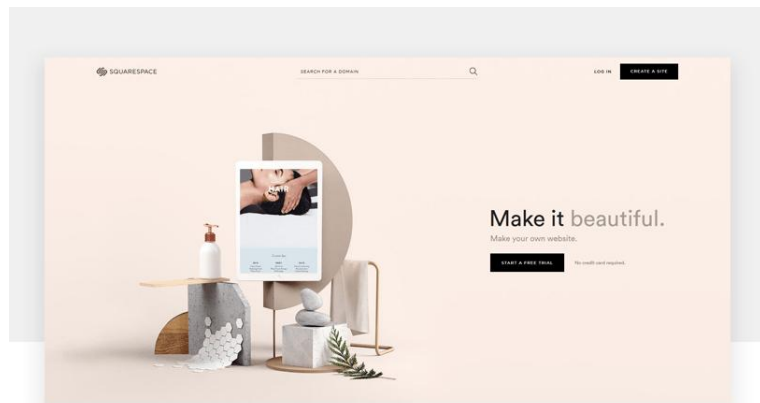 SQUARESPACE
SEARCH FOR A DOMAIN
LOG IN
CREATE A SITE
HAIR
Make it beautiful.
Make your own website.
START A FREE TRIAL
No credit card required.